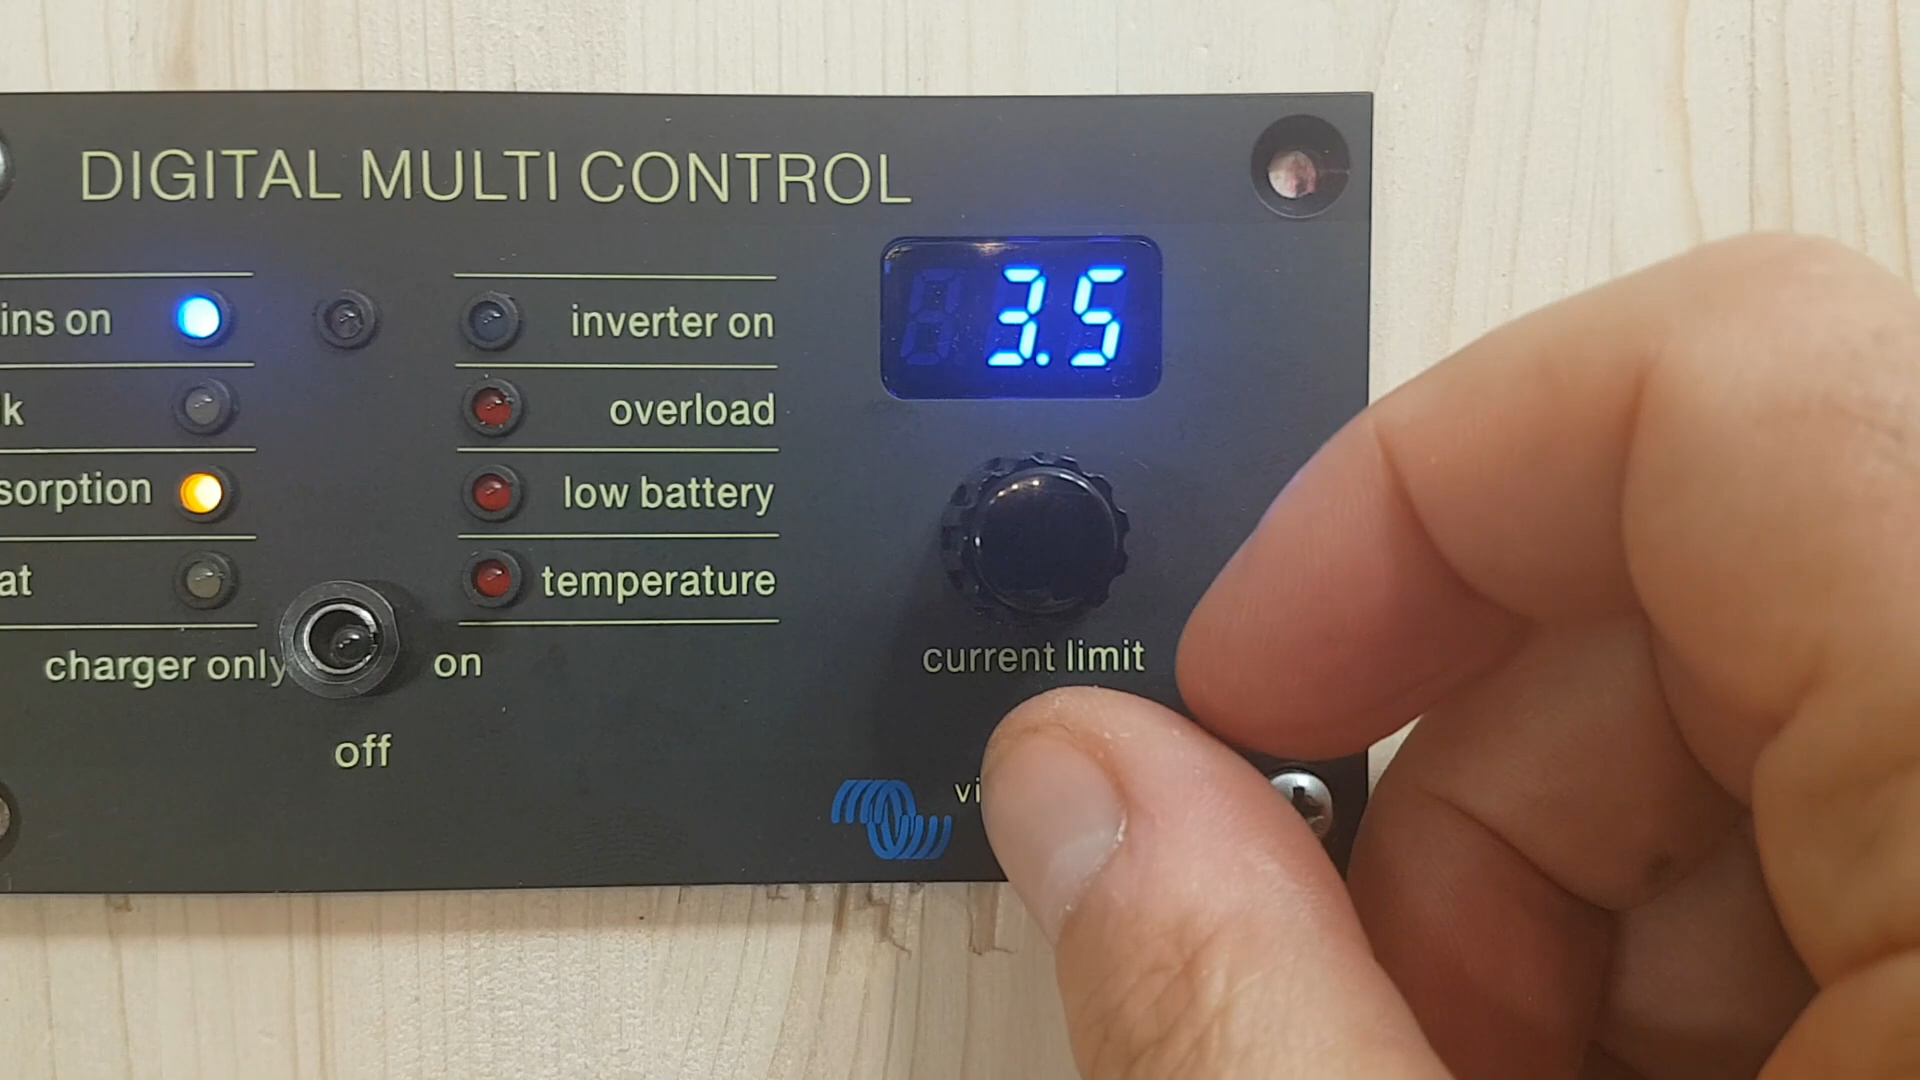 DIGITAL MULTI CONTROL
ins on
inverter on
3.5
k
overload
sorption
low battery
at
temperature
charger only
on
current limit
off
vi